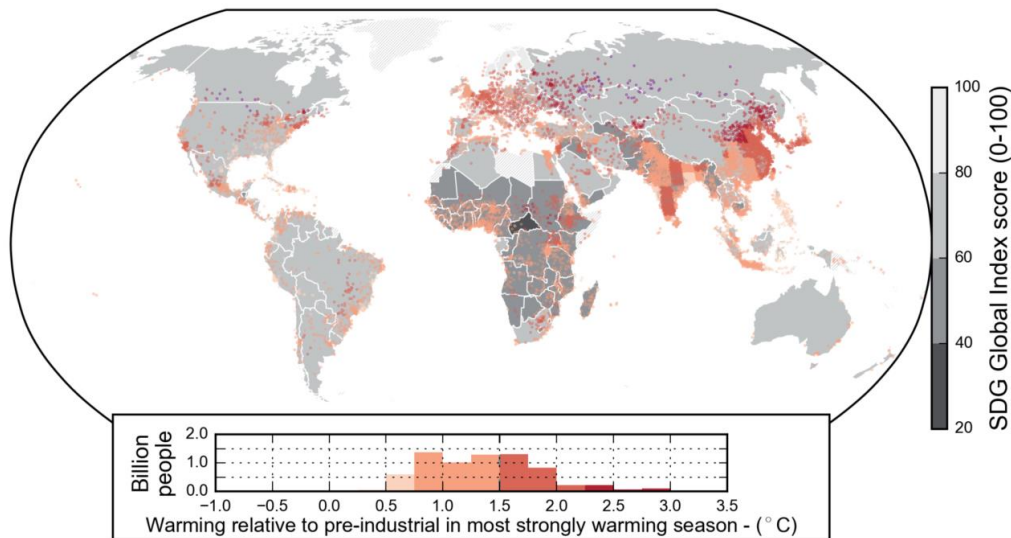 100
80
60
40
20
SDG Global Index score (0-100)
2.0
1.0
0.0
Billion
people
−1.0 −0.5 0.0 0.5 1.0 1.5 2.0 2.5 3.0 3.5
Warming relative to pre-industrial in most strongly warming season - (°C)